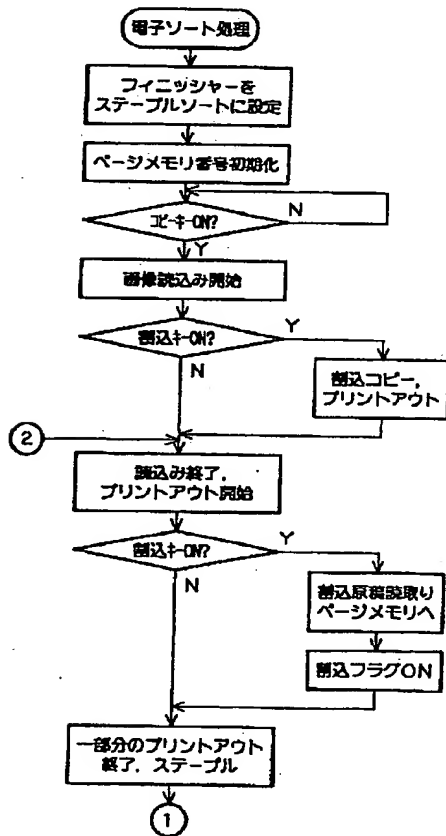 電子ソート処理
フィニッシャーを
ステープルソートに設定
ページメモリ番号初期化
コピーキーON?
N
Y
画像読込み開始
割込キーON?
Y
N
割込コピー,
プリントアウト
2
読込み終了,
プリントアウト開始
割込キーON?
Y
N
割込原稿読取り
ページメモリへ
割込フラグON
一部分のプリントアウト
終了, ステープル
1